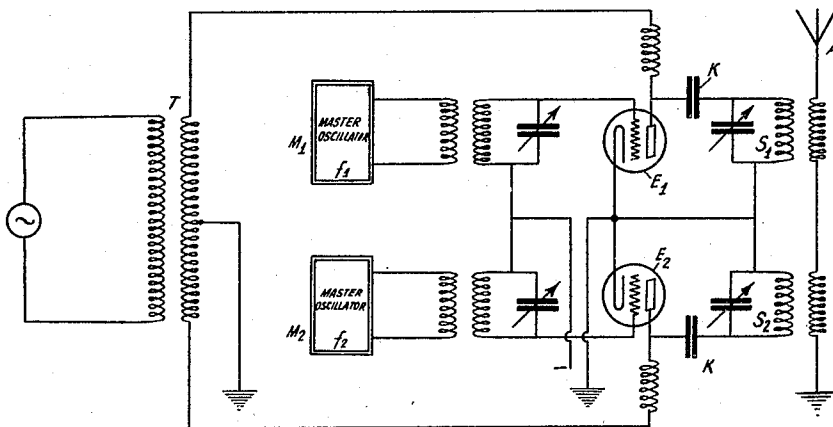 T
M₁
MASTER
OSCILLATOR
f₁
K
A
E₁
S₁
M₂
MASTER
OSCILLATOR
f₂
E₂
S₂
K